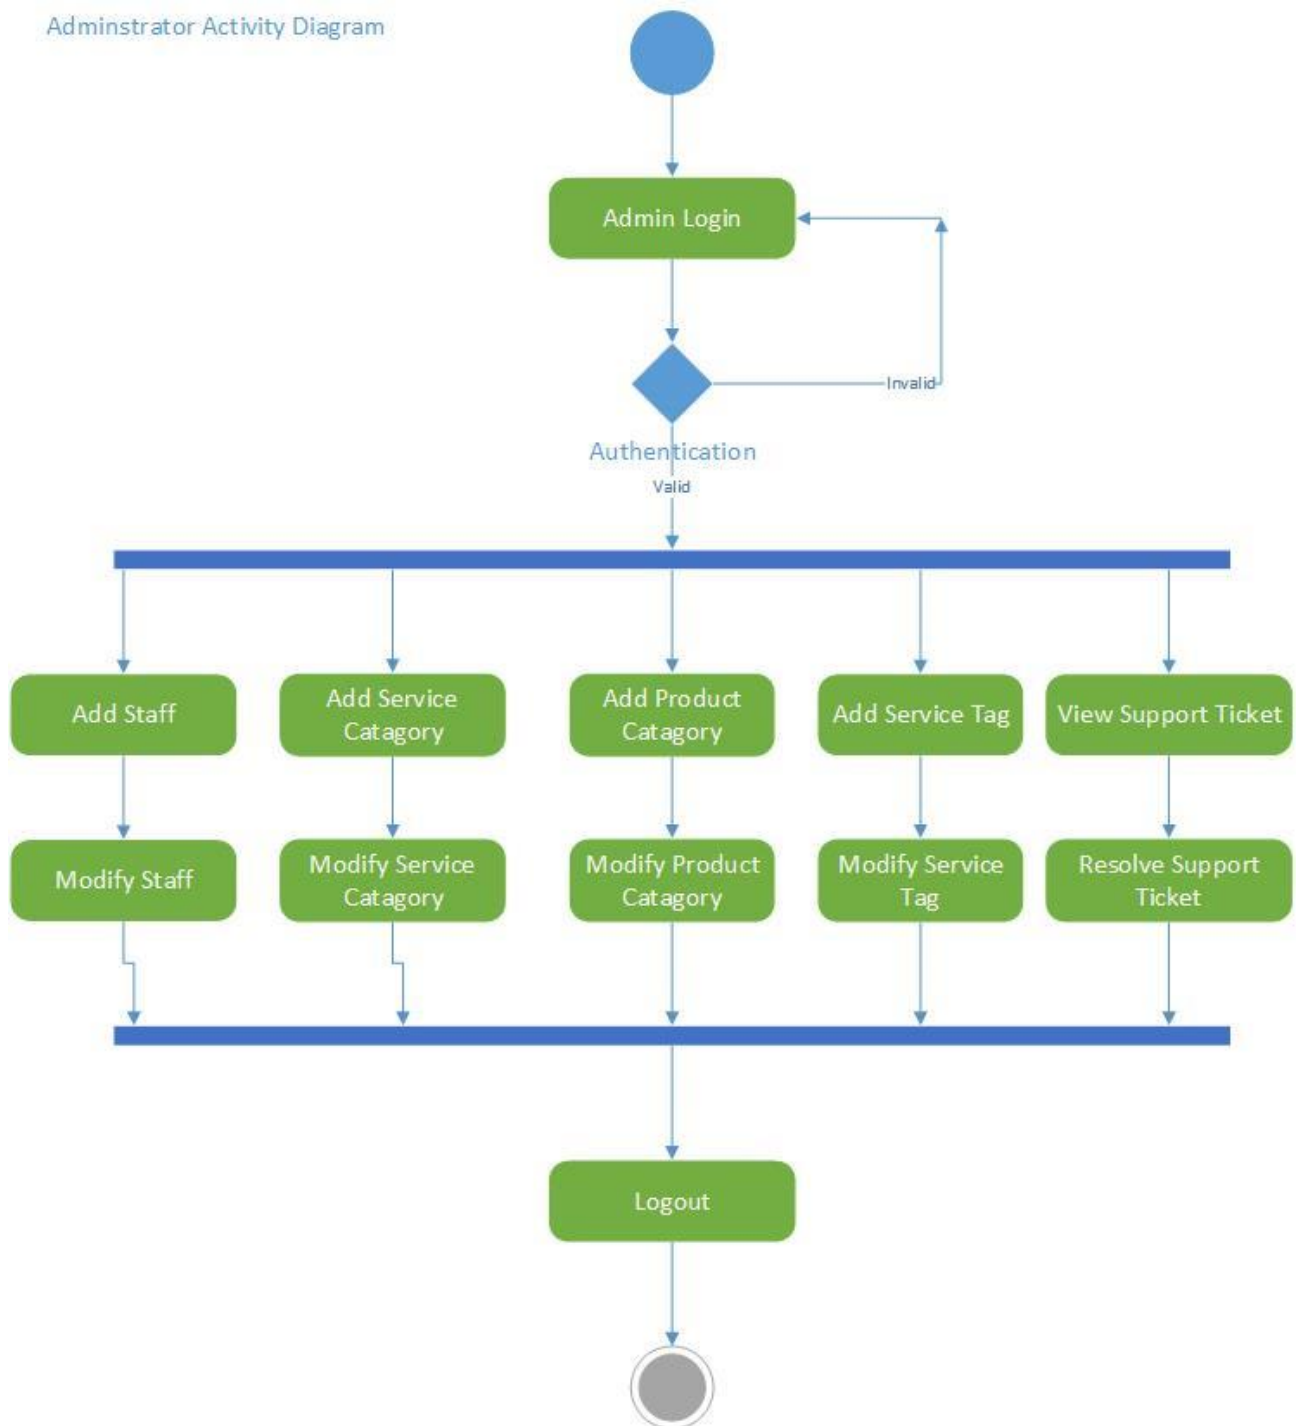 Adminstrator Activity Diagram
Admin Login
Invalid
Authentication
Valid
Add Staff
Add Service
Catagory
Add Product
Catagory
Add Service Tag
View Support Ticket
Modify Staff
Modify Service
Catagory
Modify Product
Catagory
Modify Service
Tag
Resolve Support
Ticket
Logout